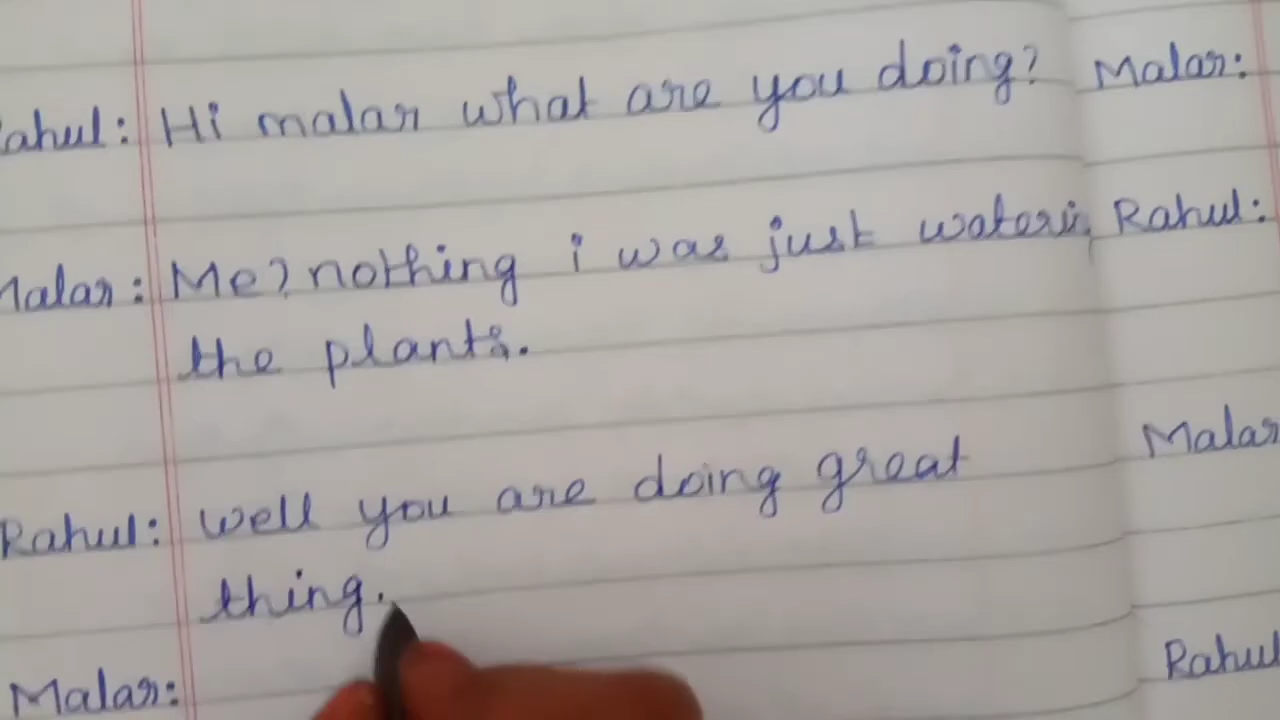 Rahul: Hi malar what are you doing?
Malar: Me? nothing i was just waterin
the plants.
Rahul: well you are doing great
thing.
Malar:
Malar:
Rahul:
Malar
Rahul